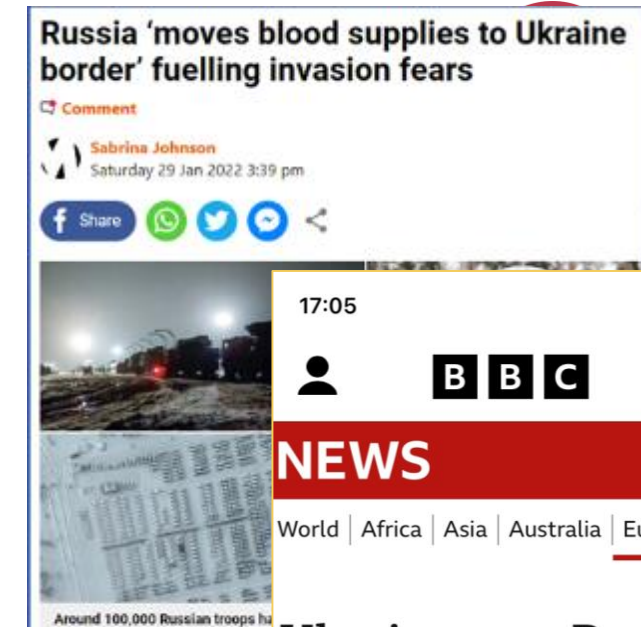 Russia ‘moves blood supplies to Ukraine
border’ fuelling invasion fears
Comment
Sabrina Johnson
Saturday 29 Jan 2022 3:39 pm
Share
17:05
BBC
NEWS
World | Africa | Asia | Australia |
Around 100,000 Russian troops